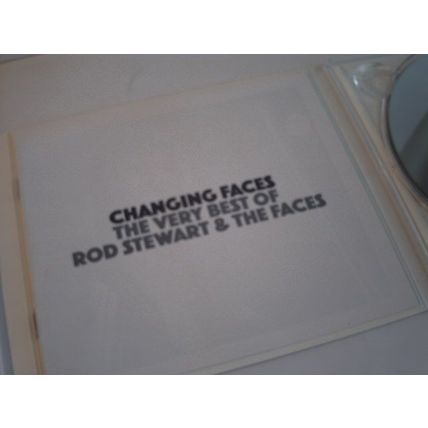 CHANGING FACES
THE VERY BEST OF
ROD STEWART & THE FACES